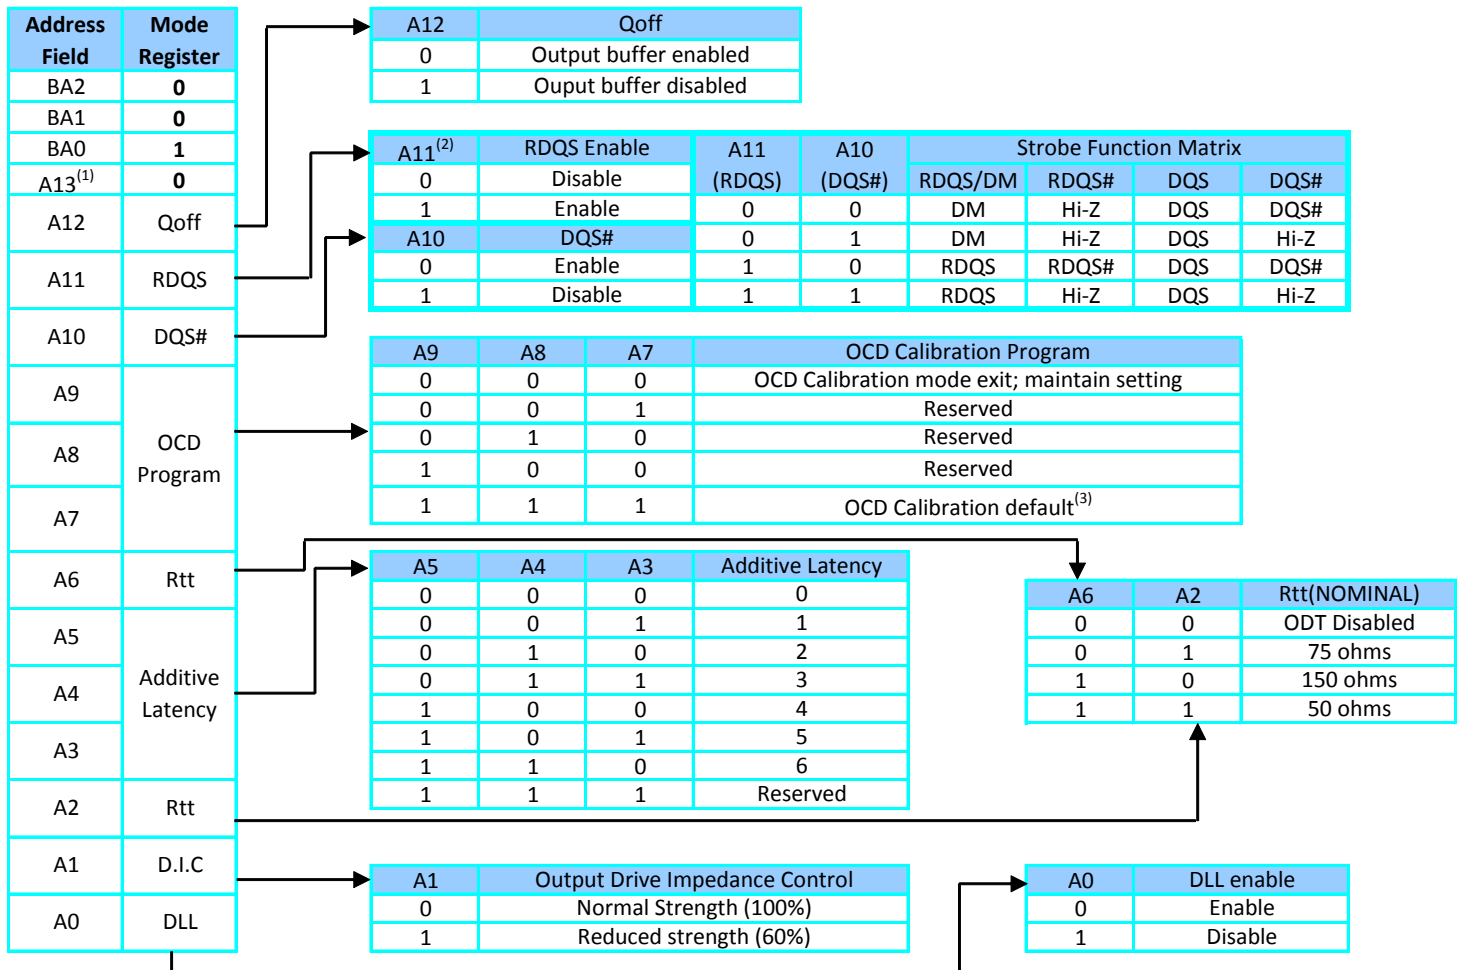 Address Field Mode Register
BA2 0
BA1 0
BA0 1
A13(1) 0
A12 Qoff
A11 RDQS
A10 DQS#
A9
A8
A7
OCD Program
A6 Rtt
A5
A4
A3
Additive Latency
A2 Rtt
A1 D.I.C
A0 DLL
A12 Qoff
0 Output buffer enabled
1 Ouput buffer disabled
A11(2) RDQS Enable
0 Disable
1 Enable
A10 DQS#
0 Enable
1 Disable
A11 (RDQS) A10 (DQS#) Strobe Function Matrix
RDQS/DM RDQS# DQS DQS#
0 0 DM Hi-Z DQS DQS#
0 1 DM Hi-Z DQS Hi-Z
1 0 RDQS RDQS# DQS DQS#
1 1 RDQS Hi-Z DQS Hi-Z
A9 A8 A7 OCD Calibration Program
0 0 0 OCD Calibration mode exit; maintain setting
0 0 1 Reserved
0 1 0 Reserved
1 0 0 Reserved
1 1 1 OCD Calibration default(3)
A5 A4 A3 Additive Latency
0 0 0 0
0 0 1 1
0 1 0 2
0 1 1 3
1 0 0 4
1 0 1 5
1 1 0 6
1 1 1 Reserved
A6 A2 Rtt(NOMINAL)
0 0 ODT Disabled
0 1 75 ohms
1 0 150 ohms
1 1 50 ohms
A1 Output Drive Impedance Control
0 Normal Strength (100%)
1 Reduced strength (60%)
A0 DLL enable
0 Enable
1 Disable